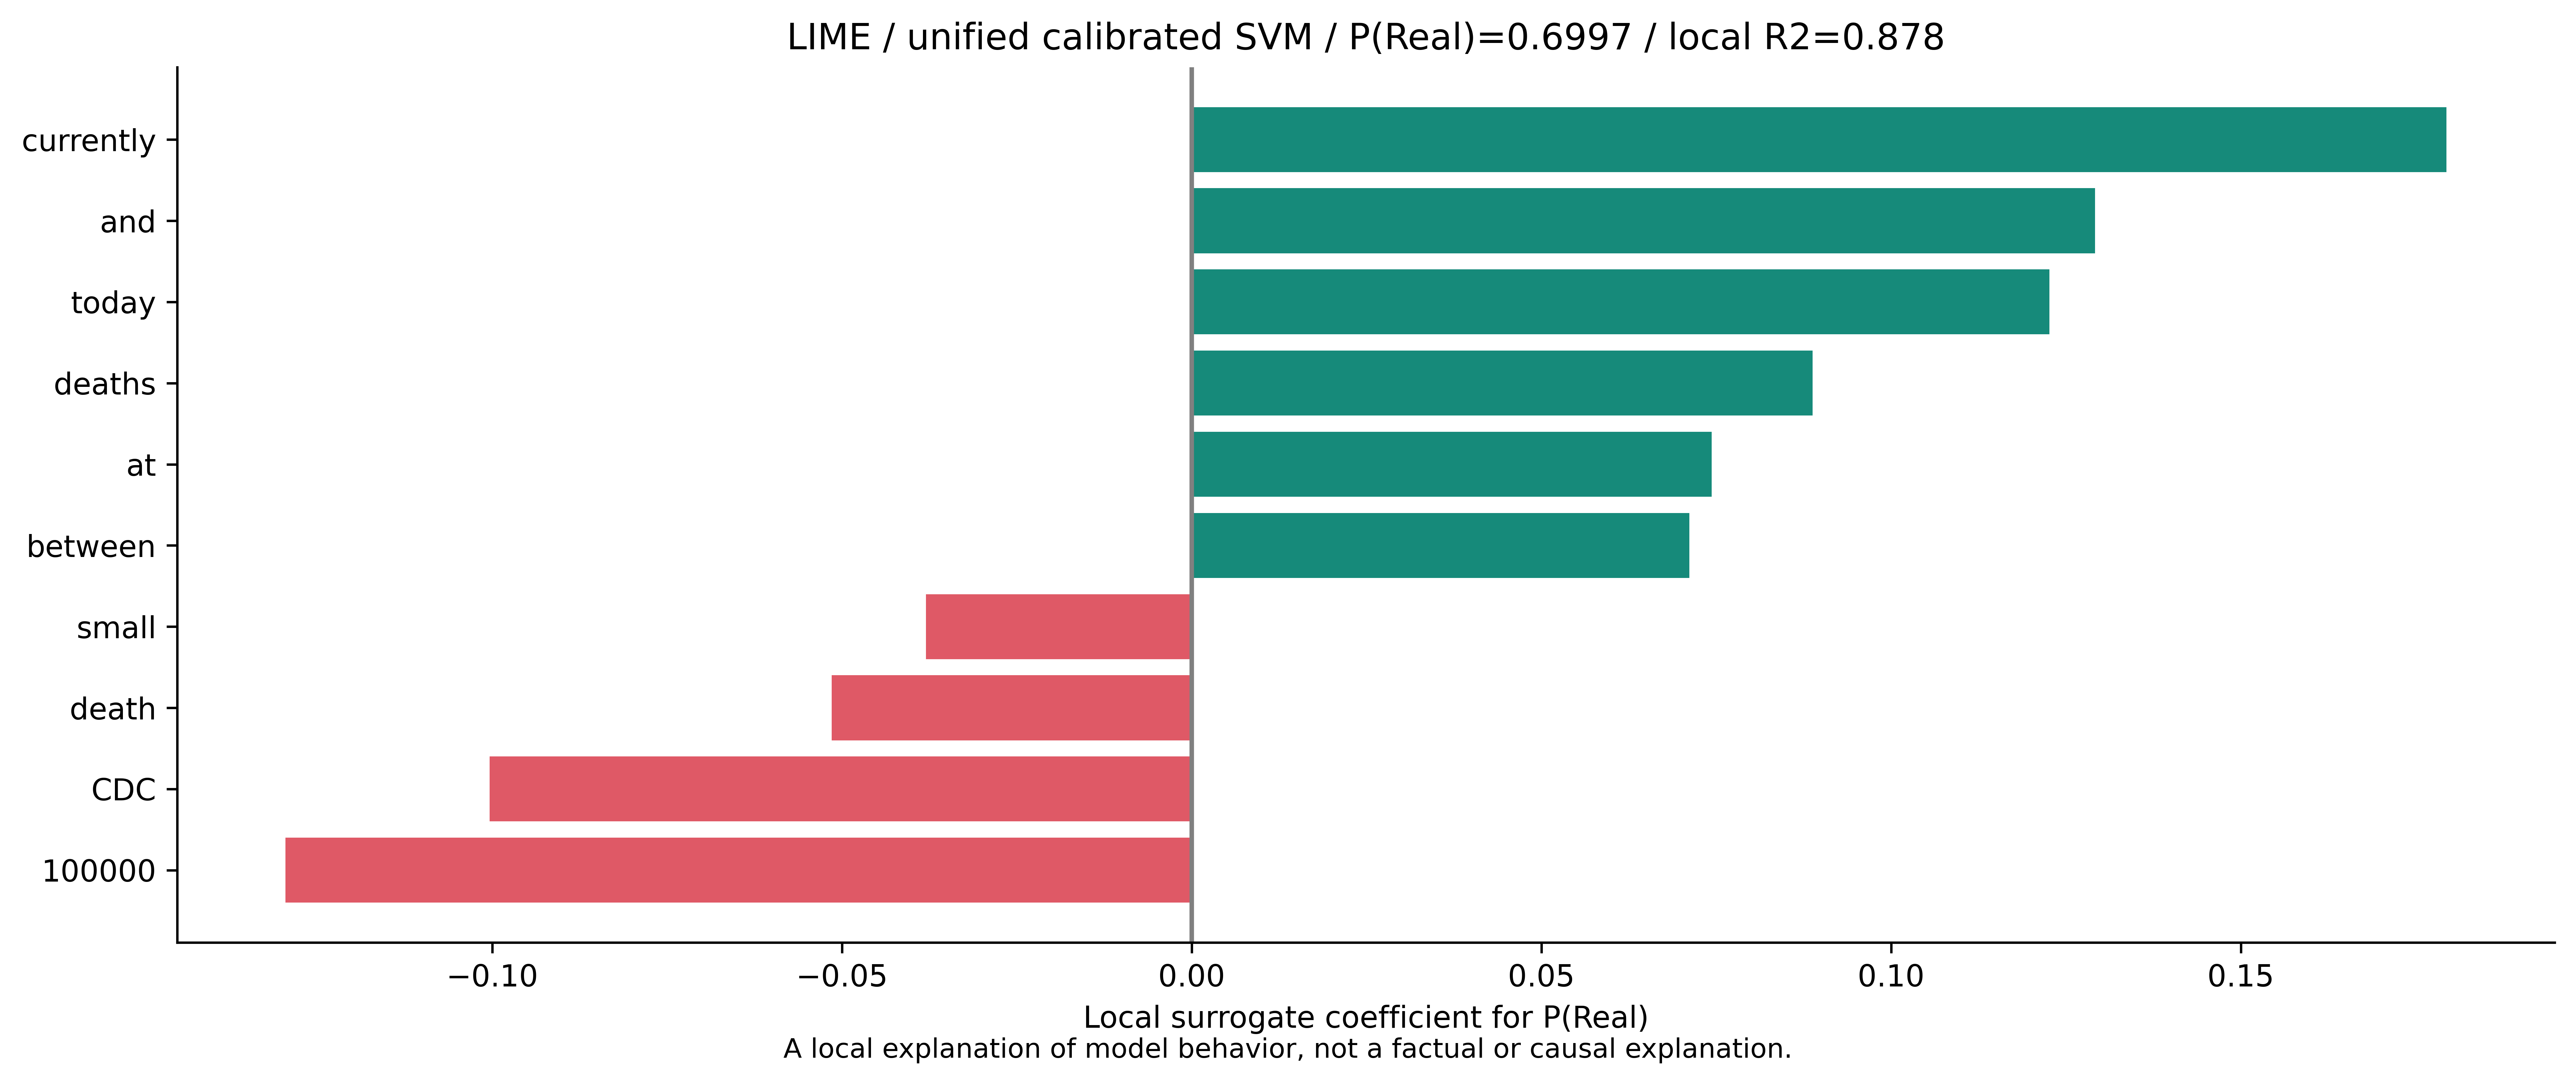 LIME / unified calibrated SVM / P(Real)=0.6997 / local R2=0.878
currently
and
today
deaths
at
between
small
death
CDC
100000
−0.10 −0.05 0.00 0.05 0.10 0.15
Local surrogate coefficient for P(Real)
A local explanation of model behavior, not a factual or causal explanation.